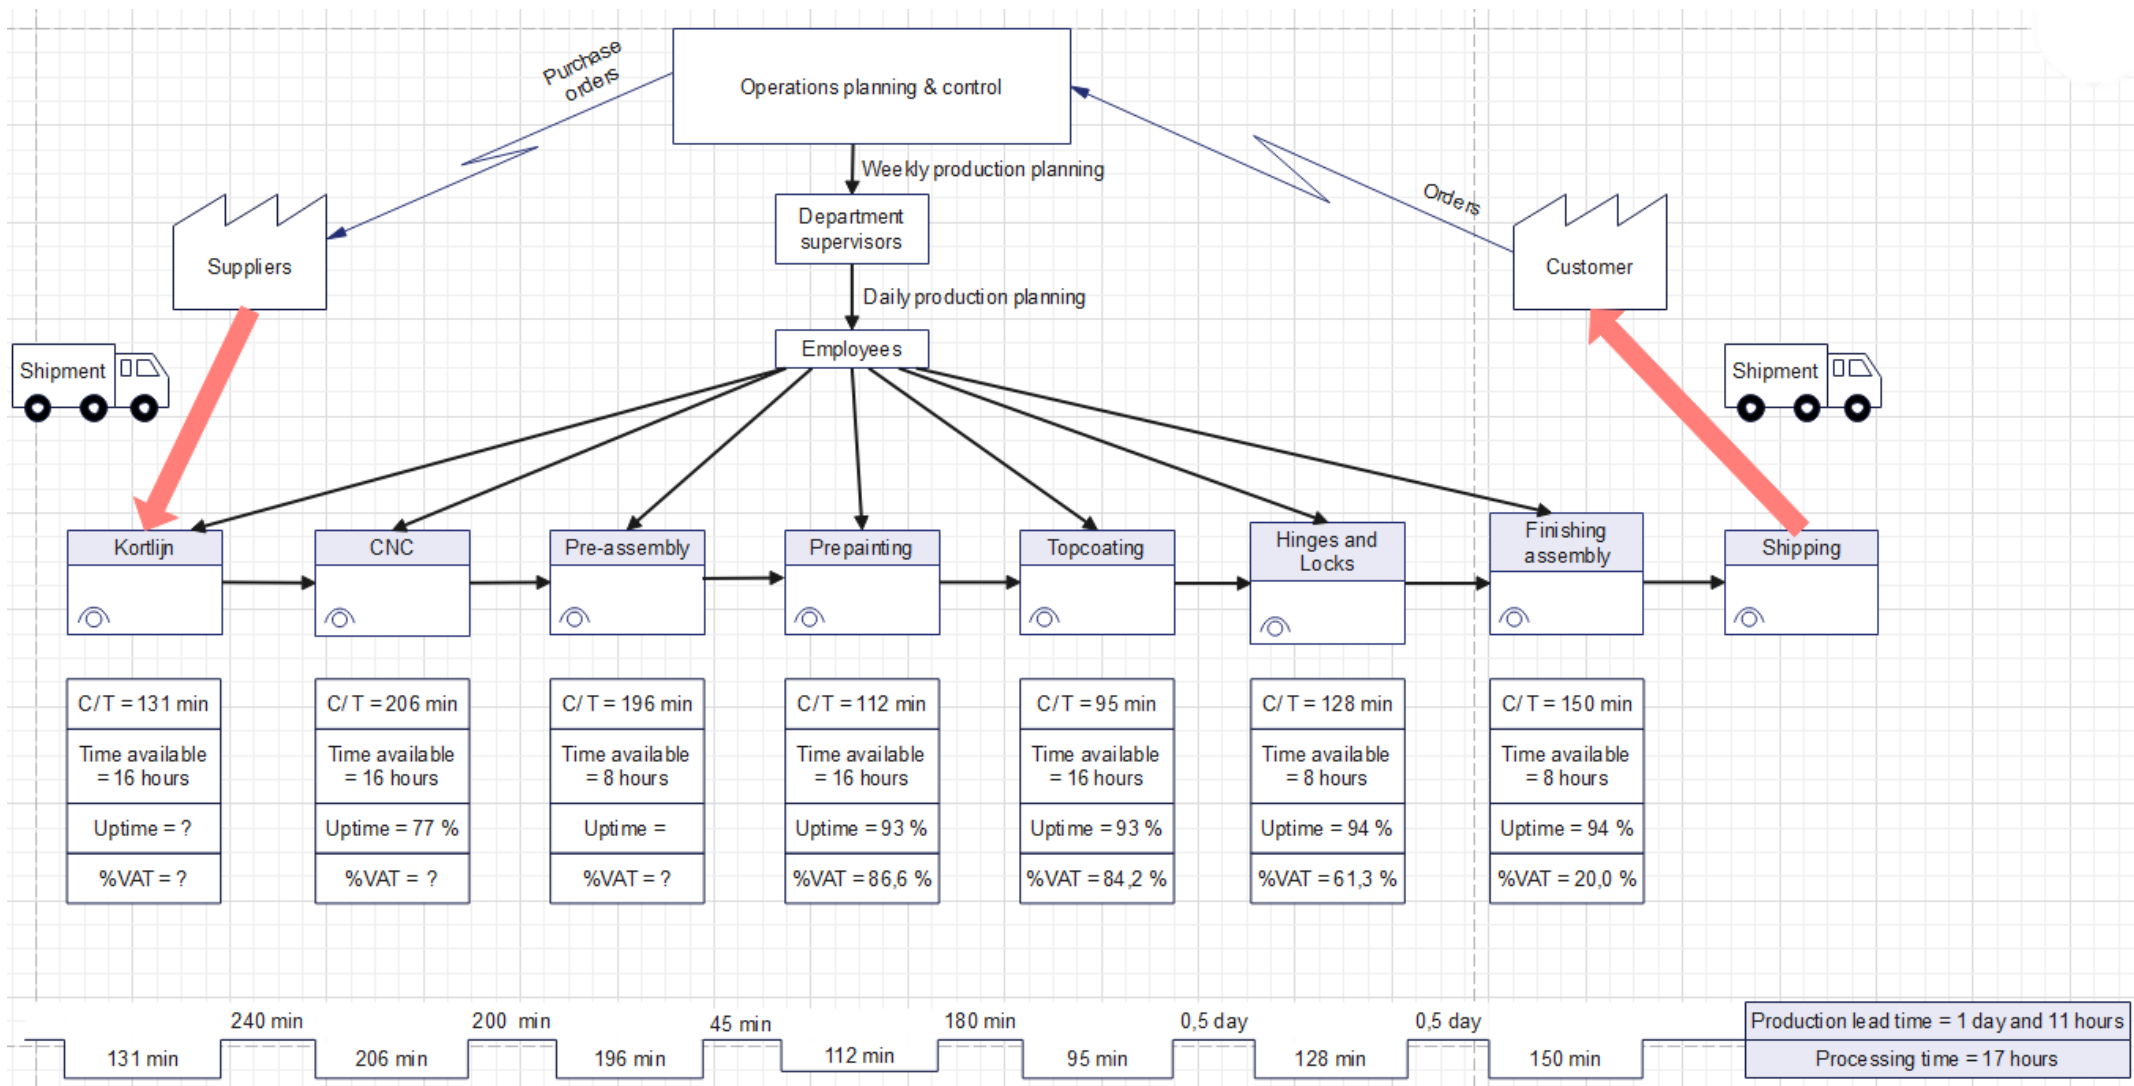 Purchase
orders
Operations planning & control
Weekly production planning
Orders
Department
supervisors
Suppliers
Customer
Daily production planning
Employees
Shipment
Shipment
Kortlijn
CNC
Pre-assembly
Prepainting
Topcoating
Hinges and
Locks
Finishing
assembly
Shipping
C/T = 131 min
Time available
= 16 hours
Uptime = ?
%VAT = ?
C/T = 206 min
Time available
= 16 hours
Uptime = 77 %
%VAT = ?
C/T = 196 min
Time available
= 8 hours
Uptime =
%VAT = ?
C/T = 112 min
Time available
= 16 hours
Uptime = 93 %
%VAT = 86,6 %
C/T = 95 min
Time available
= 16 hours
Uptime = 93 %
%VAT = 84,2 %
C/T = 128 min
Time available
= 8 hours
Uptime = 94 %
%VAT = 61,3 %
C/T = 150 min
Time available
= 8 hours
Uptime = 94 %
%VAT = 20,0 %
240 min
200 min
45 min
180 min
0,5 day
0,5 day
131 min
206 min
196 min
112 min
95 min
128 min
150 min
Production lead time = 1 day and 11 hours
Processing time = 17 hours